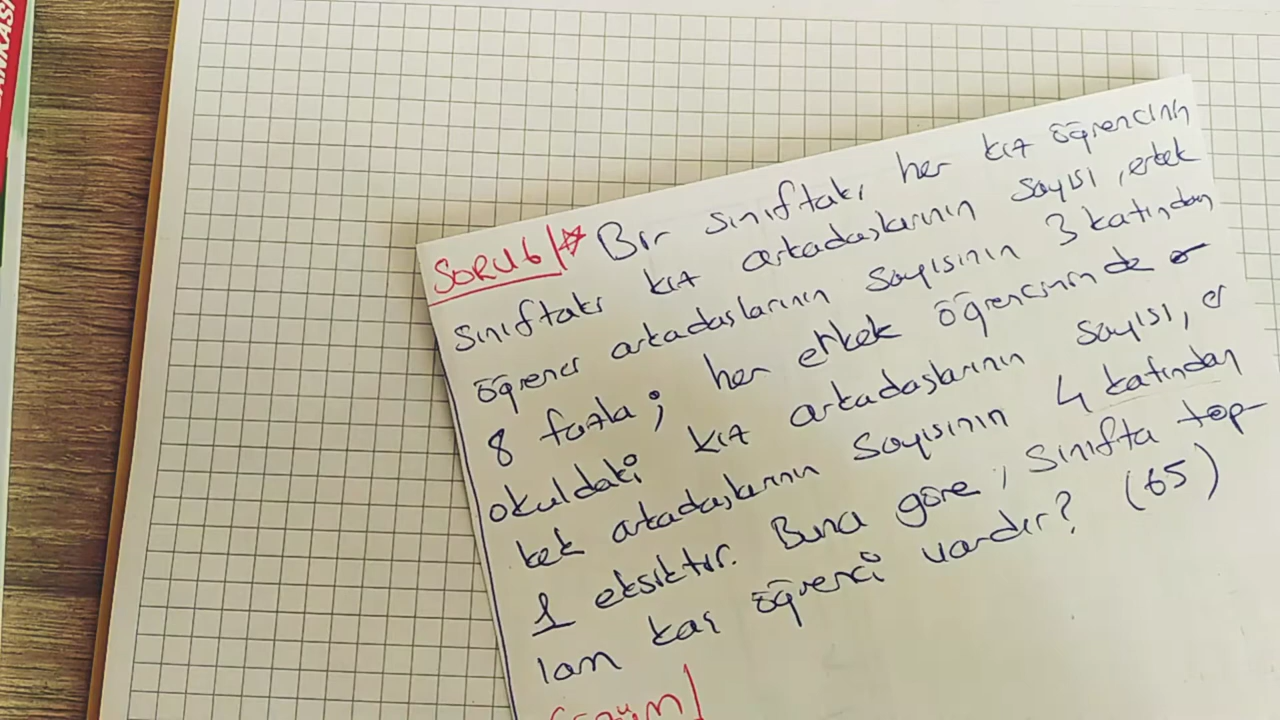 ANKASI
SORU 6 Bir sınıftaki her kız öğrencinin
sınıftaki kız arkadaşlarının sayısı, erkek
öğrenci arkadaşlarının sayısının 3 katından
8 fazla; her erkek öğrencinin de o
okuldaki kız arkadaşlarının sayısı, er
kek arkadaşlarının sayısının 4 katından
1 eksiktir. Buna göre, sınıfta top-
lam kaç öğrenci vardır? (65)